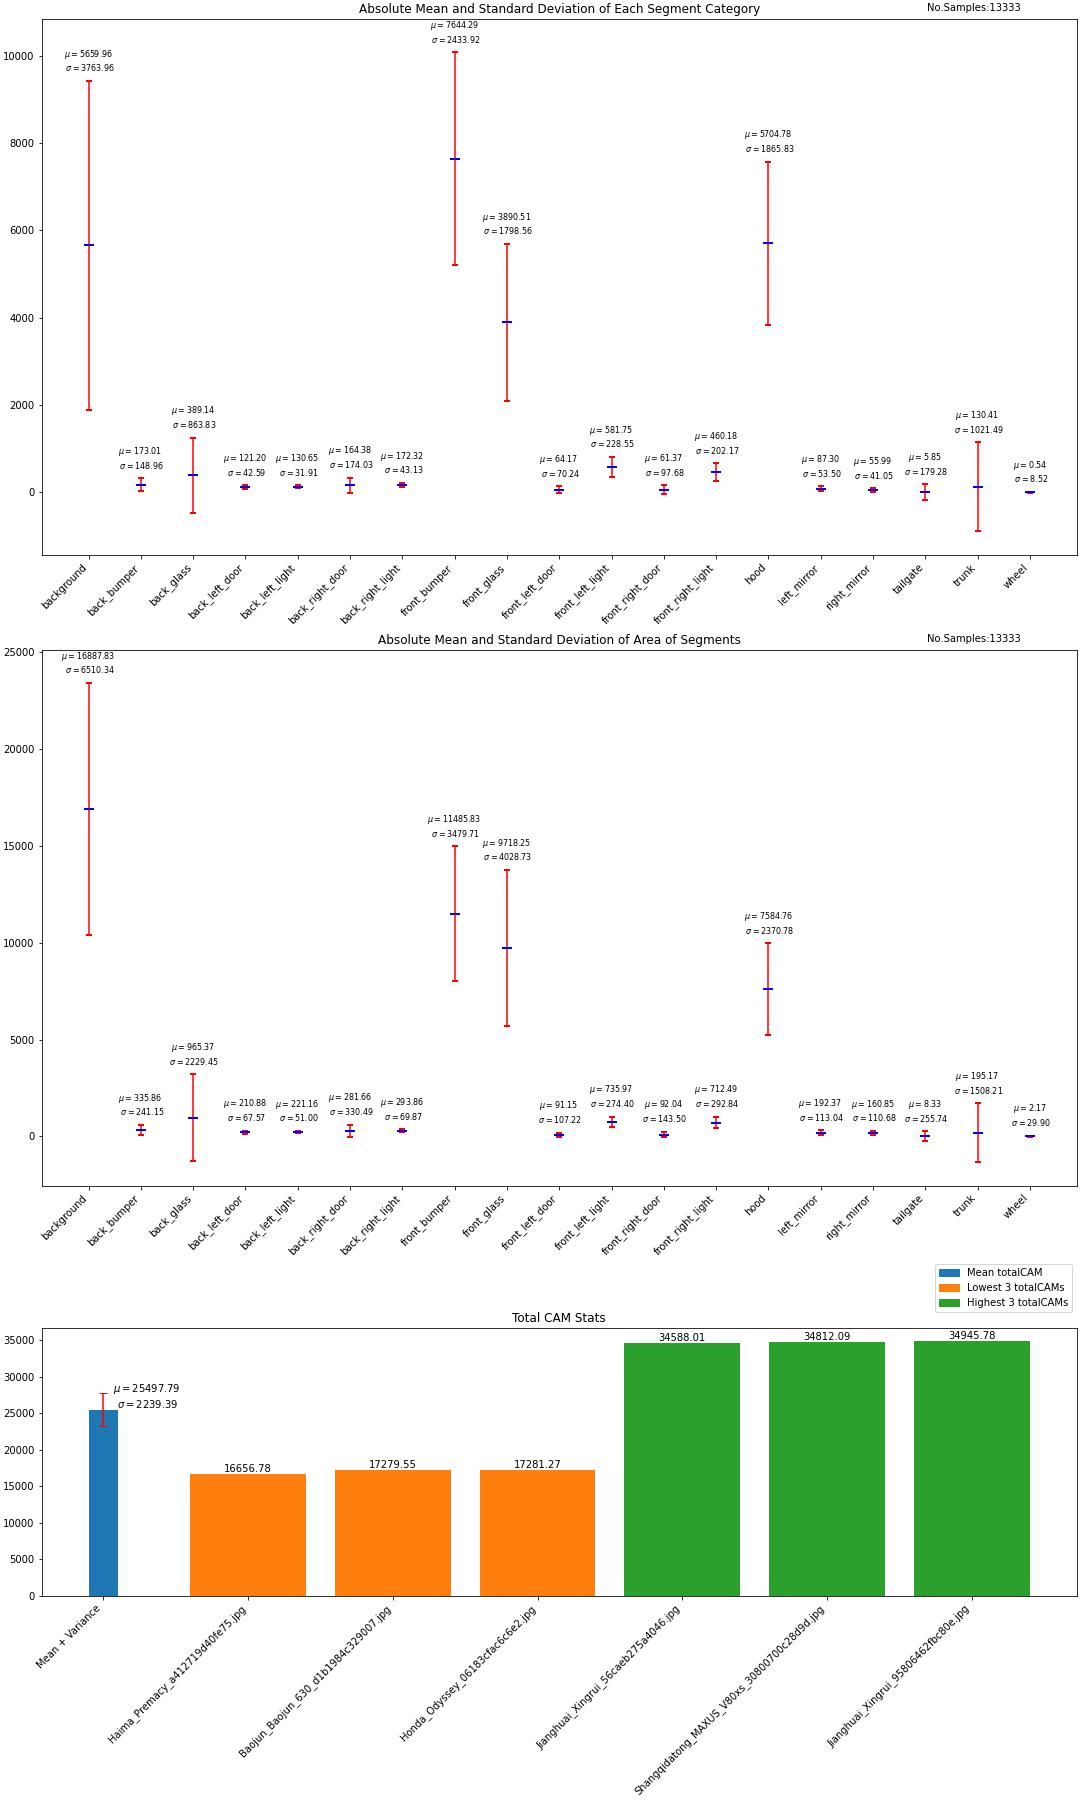 Absolute Mean and Standard Deviation of Each Segment Category
No.Samples:13333
10000
8000
6000
4000
2000
0
μ = 5659.96
σ = 3763.96
μ = 173.01
σ = 148.96
μ = 389.14
σ = 863.83
μ = 121.20
σ = 42.59
μ = 130.65
σ = 31.91
μ = 164.38
σ = 174.03
μ = 172.32
σ = 43.13
μ = 7644.29
σ = 2433.92
μ = 3890.51
σ = 1798.56
μ = 64.17
σ = 70.24
μ = 581.75
σ = 228.55
μ = 61.37
σ = 97.68
μ = 460.18
σ = 202.17
μ = 5704.78
σ = 1865.83
μ = 87.30
σ = 53.50
μ = 55.99
σ = 41.05
μ = 5.85
σ = 179.28
μ = 130.41
σ = 1021.49
μ = 0.54
σ = 8.52
background
back_bumper
back_glass
back_left_door
back_left_light
back_right_door
back_right_light
front_bumper
front_glass
front_left_door
front_left_light
front_right_door
front_right_light
hood
left_mirror
right_mirror
tailgate
trunk
wheel
Absolute Mean and Standard Deviation of Area of Segments
No.Samples:13333
25000
20000
15000
10000
5000
0
μ = 16887.83
σ = 6510.34
μ = 335.86
σ = 241.15
μ = 965.37
σ = 2229.45
μ = 210.88
σ = 67.57
μ = 221.16
σ = 51.00
μ = 281.66
σ = 330.49
μ = 293.86
σ = 69.87
μ = 11485.83
σ = 3479.71
μ = 9718.25
σ = 4028.73
μ = 91.15
σ = 107.22
μ = 735.97
σ = 274.40
μ = 92.04
σ = 143.50
μ = 712.49
σ = 292.84
μ = 7584.76
σ = 2370.78
μ = 192.37
σ = 113.04
μ = 160.85
σ = 110.68
μ = 8.33
σ = 255.74
μ = 195.17
σ = 1508.21
μ = 2.17
σ = 29.90
background
back_bumper
back_glass
back_left_door
back_left_light
back_right_door
back_right_light
front_bumper
front_glass
front_left_door
front_left_light
front_right_door
front_right_light
hood
left_mirror
right_mirror
tailgate
trunk
wheel
Mean totalCAM
Lowest 3 totalCAMs
Highest 3 totalCAMs
Total CAM Stats
35000
30000
25000
20000
15000
10000
5000
0
μ = 25497.79
σ = 2239.39
16656.78
17279.55
17281.27
34588.01
34812.09
34945.78
Mean + Variance
Haima_Premacy_a412719d40fe75.jpg
Baojun_Baojun_630_d1b1984c329007.jpg
Honda_Odyssey_06183cfac6c6e2.jpg
Jianghuai_Xingrui_56caeb275a4046.jpg
Shangqidatong_MAXUS_V80xs_30800700c28d9d.jpg
Jianghuai_Xingrui_95806462fbc80e.jpg